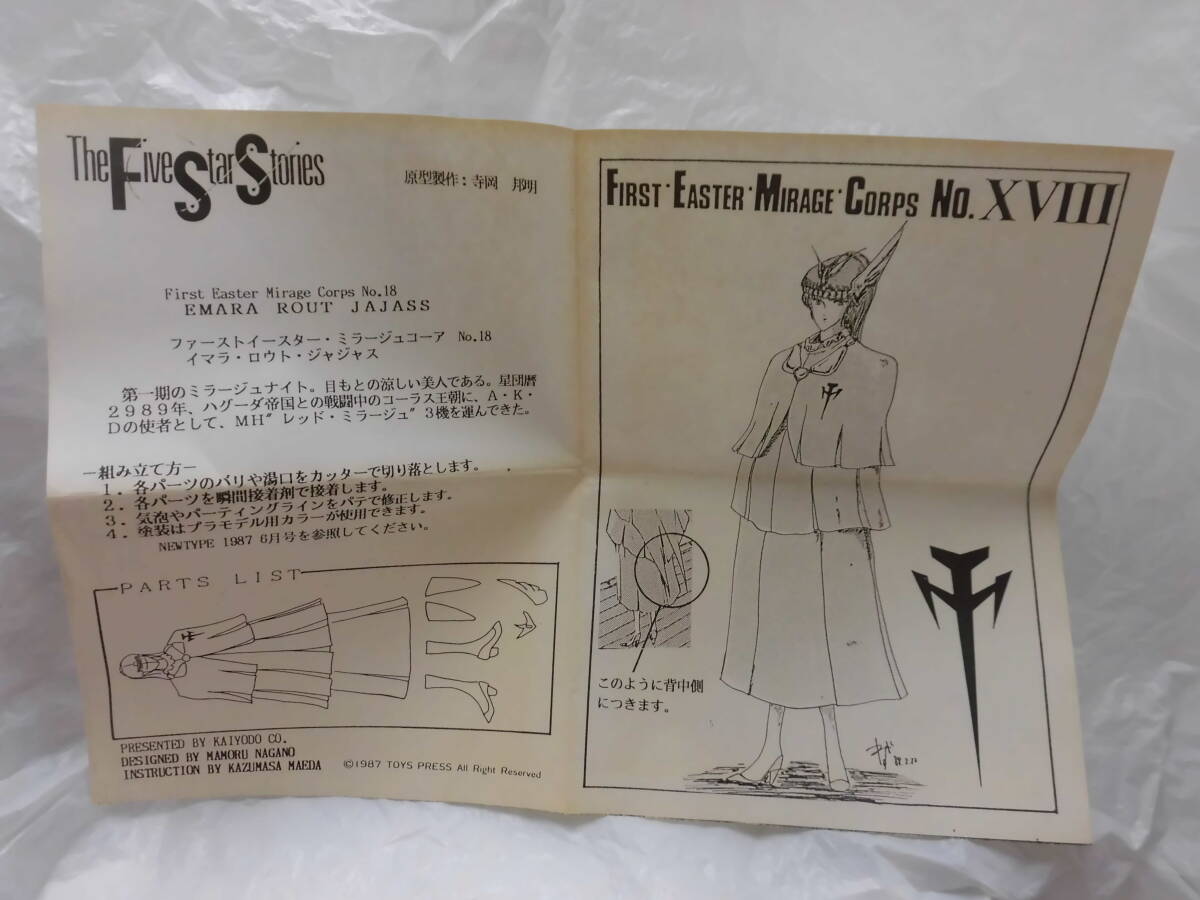 The Five Star Stories
原型製作：寺岡 邦明
First Easter Mirage Corps No.18
EMARA ROUT JAJASS
ファーストイースター・ミラージュコーア No.18
イマラ・ロウト・ジャジャス
第一期のミラージュナイト。目もとの涼しい美人である。星団暦
2989年、ハグーダ帝国との戦闘中のコーラス王朝に、A・K・
Dの使者として、MH〝レッド・ミラージュ〞3機を運んできた。
－組み立て方－
1．各パーツのバリや湯口をカッターで切り落とします。
2．各パーツを瞬間接着剤で接着します。
3．気泡やパーティングラインをパテで修正します。
4．塗装はプラモデル用カラーが使用できます。
NEWTYPE 1987 6月号を参照してください。
PARTS LIST
PRESENTED BY KAIYODO CO.
DESIGNED BY MAMORU NAGANO
INSTRUCTION BY KAZUMASA MAEDA
©1987 TOYS PRESS All Right Reserved
FIRST・EASTER・MIRAGE・CORPS NO. XVIII
このように背中側
につきます。